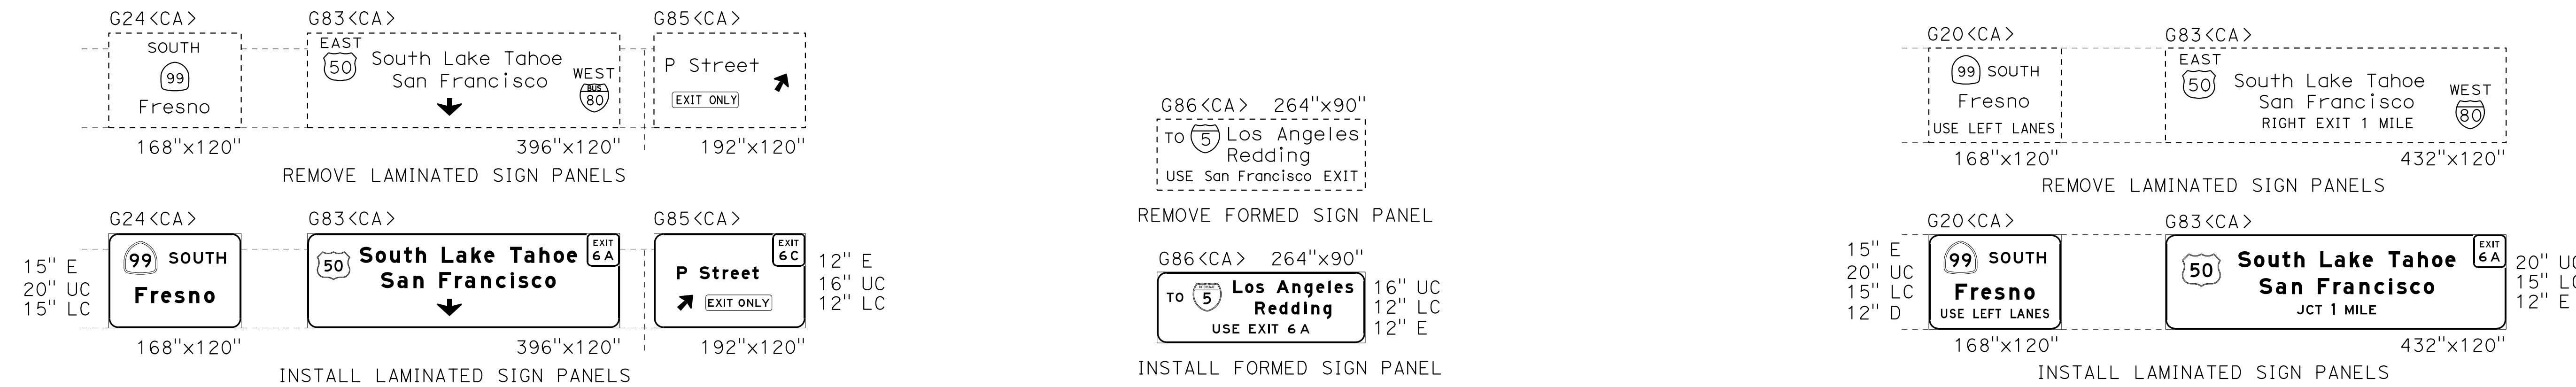 G24<CA>
SOUTH
99
Fresno
168"x120"
G83<CA>
EAST
50
South Lake Tahoe
San Francisco
WEST
BUS
80
396"x120"
G85<CA>
P Street
EXIT ONLY
192"x120"
REMOVE LAMINATED SIGN PANELS
G24<CA>
99 SOUTH
Fresno
15" E
20" UC
15" LC
168"x120"
G83<CA>
50
South Lake Tahoe
San Francisco
EXIT
6A
396"x120"
G85<CA>
EXIT
6C
P Street
EXIT ONLY
12" E
16" UC
12" LC
192"x120"
INSTALL LAMINATED SIGN PANELS
G86<CA> 264"x90"
TO 5 Los Angeles
Redding
USE San Francisco EXIT
REMOVE FORMED SIGN PANEL
G86<CA> 264"x90"
TO 5 Los Angeles
Redding
USE EXIT 6A
16" UC
12" LC
12" E
INSTALL FORMED SIGN PANEL
G20<CA>
99 SOUTH
Fresno
USE LEFT LANES
168"x120"
G83<CA>
EAST
50
South Lake Tahoe
San Francisco
RIGHT EXIT 1 MILE
WEST
80
432"x120"
REMOVE LAMINATED SIGN PANELS
G20<CA>
15" E
20" UC
15" LC
12" D
99 SOUTH
Fresno
USE LEFT LANES
168"x120"
G83<CA>
50
South Lake Tahoe
San Francisco
JCT 1 MILE
EXIT
6A
20" UC
15" LC
12" E
432"x120"
INSTALL LAMINATED SIGN PANELS